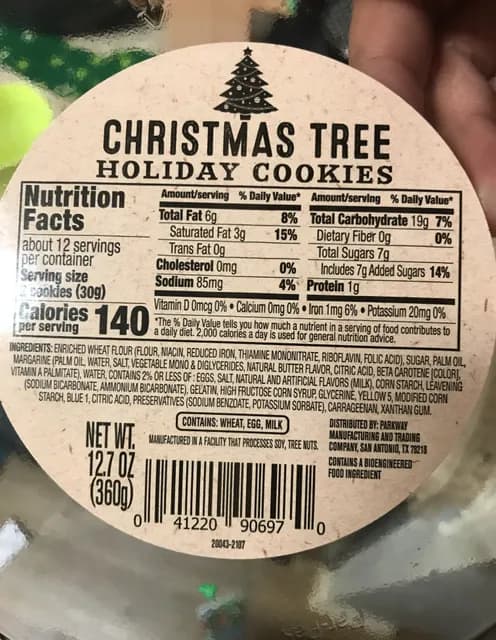 CHRISTMAS TREE
HOLIDAY COOKIES
Nutrition
Facts
about 12 servings
per container
Serving size
2 cookies (30g)
Calories
per serving 140
Amount/serving % Daily Value*
Total Fat 6g 8%
Saturated Fat 3g 15%
Trans Fat 0g
Cholesterol 0mg 0%
Sodium 85mg 4%
Amount/serving % Daily Value*
Total Carbohydrate 19g 7%
Dietary Fiber 0g 0%
Total Sugars 7g
Includes 7g Added Sugars 14%
Protein 1g
Vitamin D 0mcg 0% • Calcium 0mg 0% • Iron 1mg 6% • Potassium 20mg 0%
*The % Daily Value tells you how much a nutrient in a serving of food contributes to
a daily diet. 2,000 calories a day is used for general nutrition advice.
INGREDIENTS: ENRICHED WHEAT FLOUR (FLOUR, NIACIN, REDUCED IRON, THIAMINE MONONITRATE, RIBOFLAVIN, FOLIC ACID), SUGAR, PALM OIL,
MARGARINE (PALM OIL, WATER, SALT, VEGETABLE MONO & DIGLYCERIDES, NATURAL BUTTER FLAVOR, CITRIC ACID, BETA CAROTENE (COLOR),
VITAMIN A PALMITATE), WATER, CONTAINS 2% OR LESS OF: EGGS, SALT, NATURAL AND ARTIFICIAL FLAVORS (MILK), CORN STARCH, LEAVENING
(SODIUM BICARBONATE, AMMONIUM BICARBONATE), GELATIN, HIGH FRUCTOSE CORN SYRUP, GLYCERINE, YELLOW 5, MODIFIED CORN
STARCH, BLUE 1, CITRIC ACID, PRESERVATIVES (SODIUM BENZOATE, POTASSIUM SORBATE), CARRAGEENAN, XANTHAN GUM.
CONTAINS: WHEAT, EGG, MILK
MANUFACTURED IN A FACILITY THAT PROCESSES SOY, TREE NUTS.
DISTRIBUTED BY: PARKWAY
MANUFACTURING AND TRADING
COMPANY, SAN ANTONIO, TX 78218
CONTAINS A BIOENGINEERED
FOOD INGREDIENT
NET WT.
12.7 OZ
(360g)
0 41220 90697 0
20043-2107